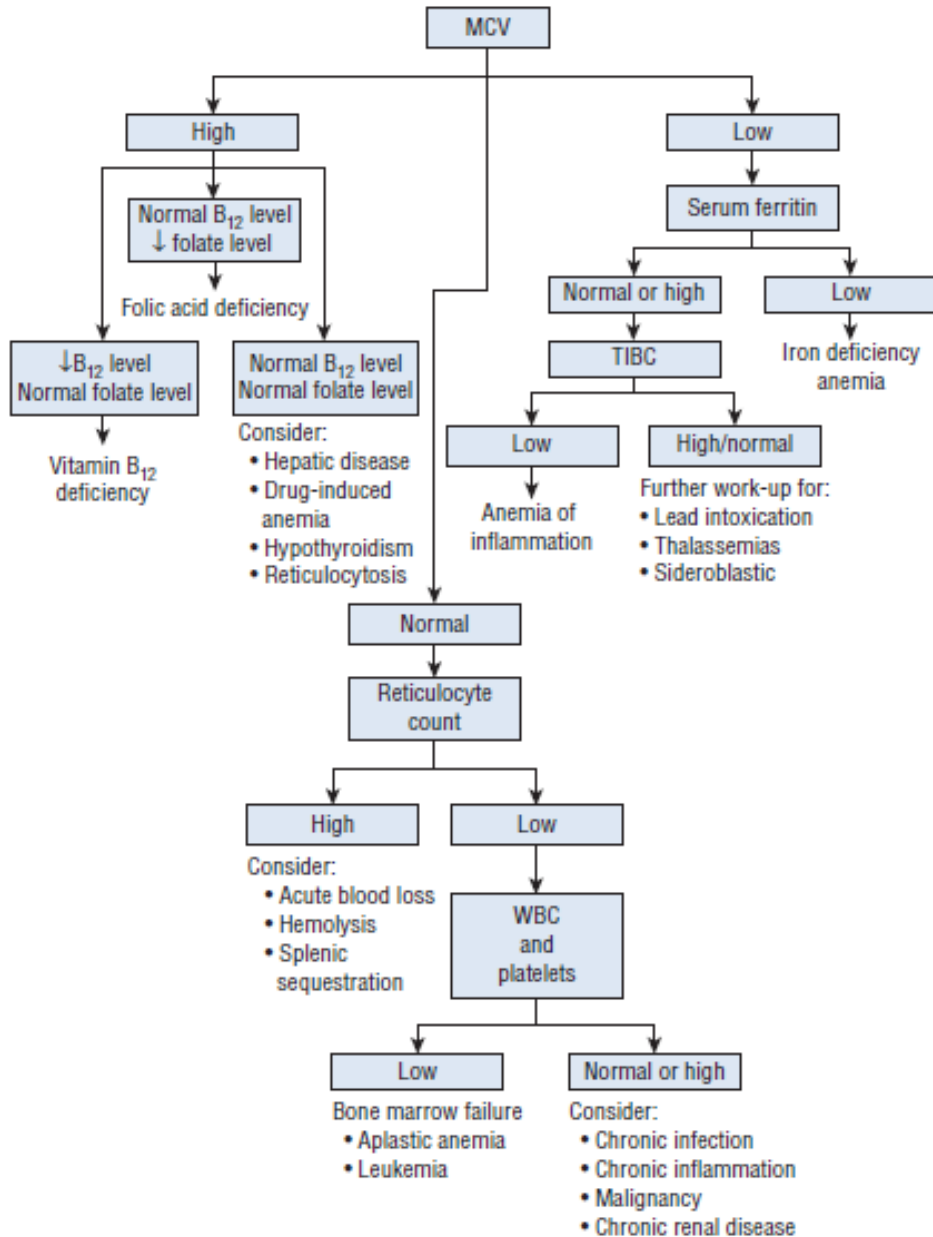 MCV
High
Low
Normal B₁₂ level
↓ folate level
Folic acid deficiency
↓B₁₂ level
Normal folate level
Vitamin B₁₂
deficiency
Normal B₁₂ level
Normal folate level
Consider:
• Hepatic disease
• Drug-induced
anemia
• Hypothyroidism
• Reticulocytosis
Serum ferritin
Normal or high
Low
Iron deficiency
anemia
TIBC
Low
High/normal
Anemia of
inflammation
Further work-up for:
• Lead intoxication
• Thalassemias
• Sideroblastic
Normal
Reticulocyte
count
High
Low
Consider:
• Acute blood loss
• Hemolysis
• Splenic
sequestration
WBC
and
platelets
Low
Normal or high
Bone marrow failure
• Aplastic anemia
• Leukemia
Consider:
• Chronic infection
• Chronic inflammation
• Malignancy
• Chronic renal disease